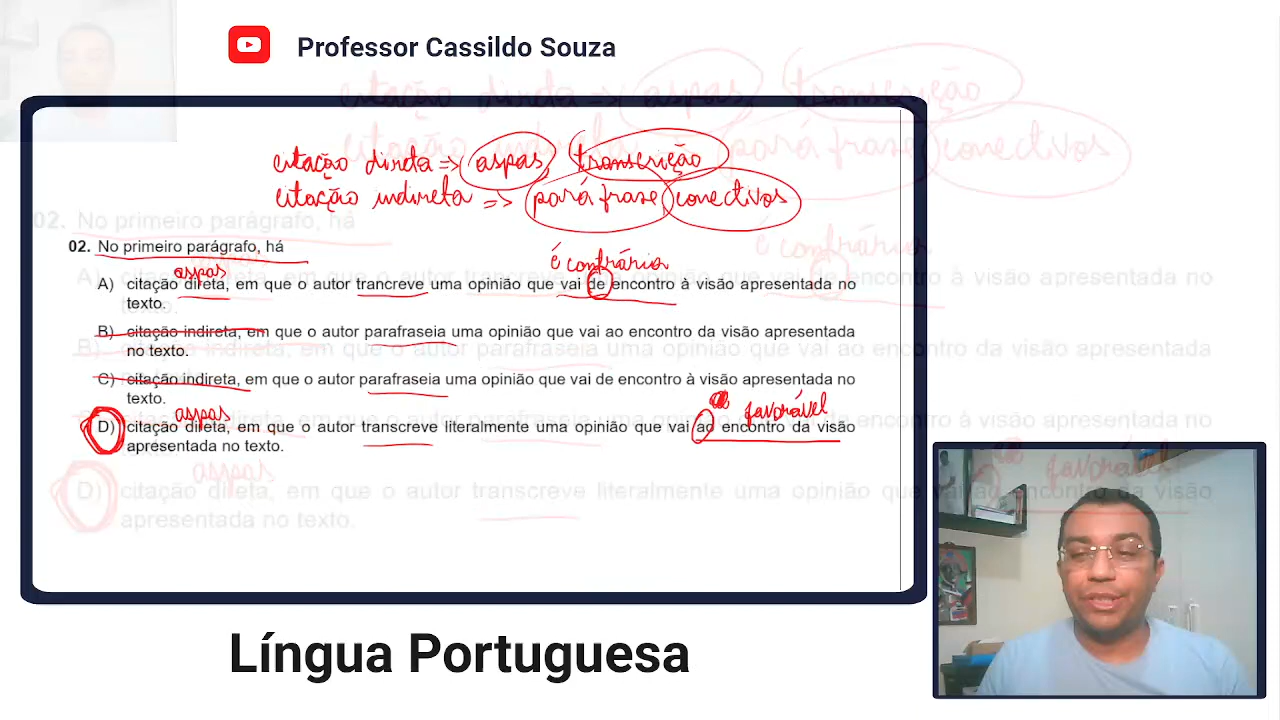 Professor Cassildo Souza
citação direta => aspas, transcrição
citação indireta => paráfrase conectivos
02. No primeiro parágrafo, há
aspas
é contrária
A) citação direta, em que o autor trancreve uma opinião que vai de encontro à visão apresentada no
texto.
B) citação indireta, em que o autor parafraseia uma opinião que vai ao encontro da visão apresentada
no texto.
C) citação indireta, em que o autor parafraseia uma opinião que vai de encontro à visão apresentada no
texto.
aspas
favorável
D) citação direta, em que o autor transcreve literalmente uma opinião que vai ao encontro da visão
apresentada no texto.
Língua Portuguesa